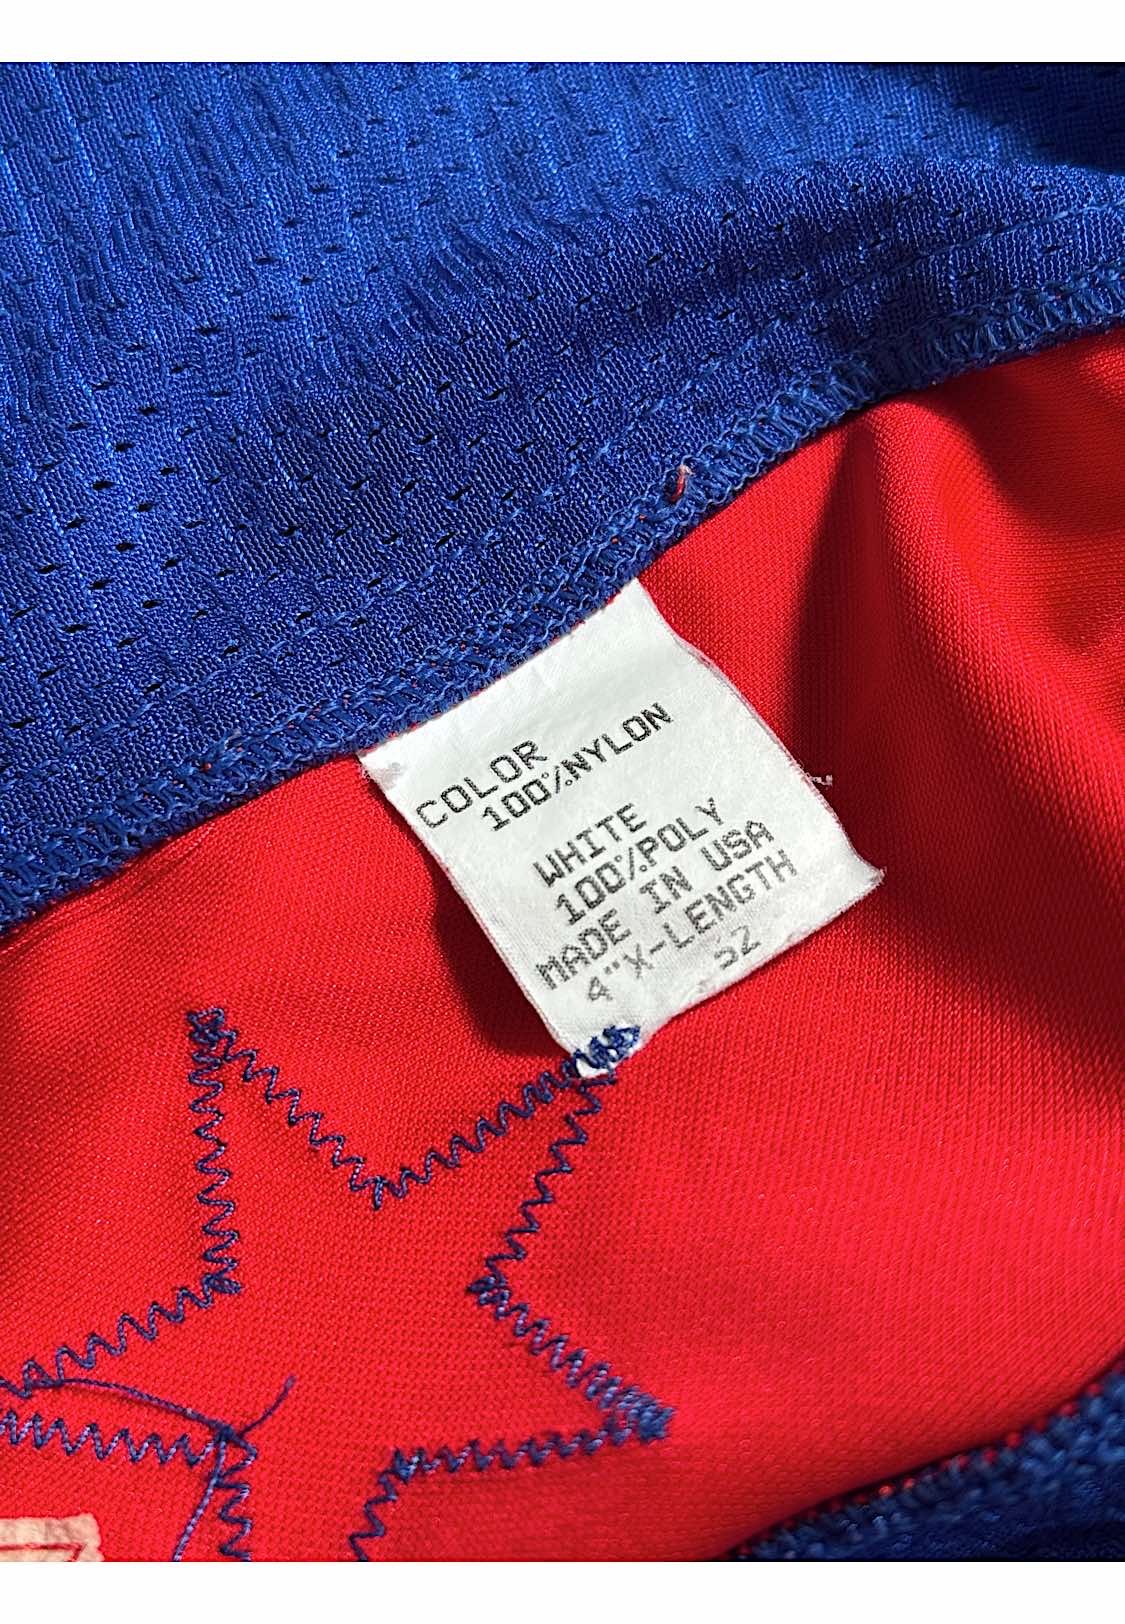 COLOR
100%NYLON
WHITE
100%POLY
MADE IN USA
4"X-LENGTH
52